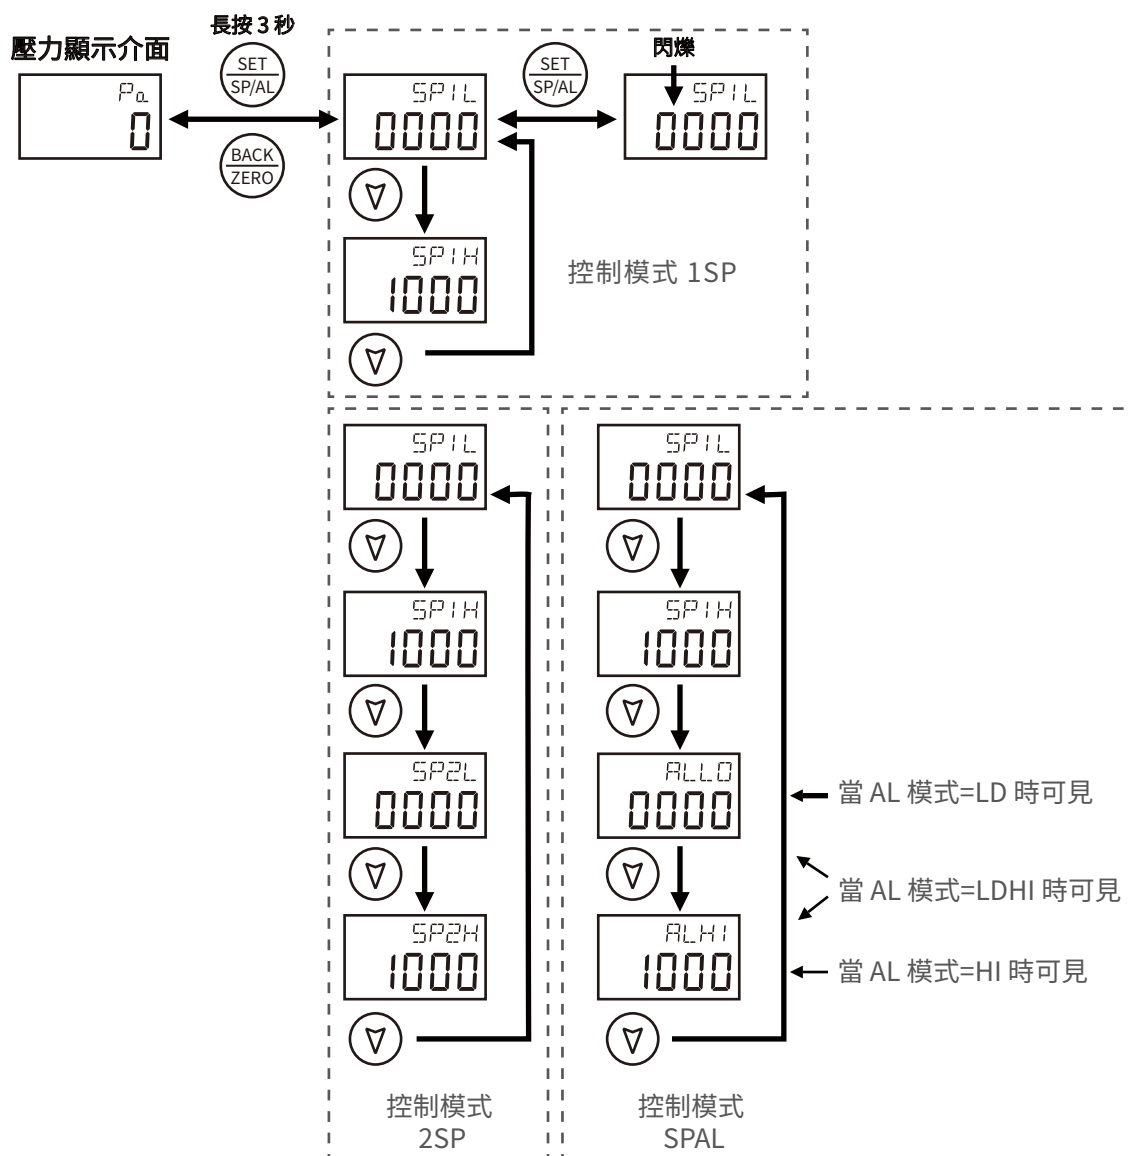 長按 3 秒
壓力顯示介面
SET
SP/AL
BACK
ZERO
Pa
0
SP1L
0000
SET
SP/AL
閃爍
SP1L
0000
SP1H
1000
控制模式 1SP
SP1L
0000
SP1H
1000
SP2L
0000
SP2H
1000
控制模式
2SP
SP1L
0000
SP1H
1000
ALLO
0000
ALHI
1000
當 AL 模式=LD 時可見
當 AL 模式=LDHI 時可見
當 AL 模式=HI 時可見
控制模式
SPAL